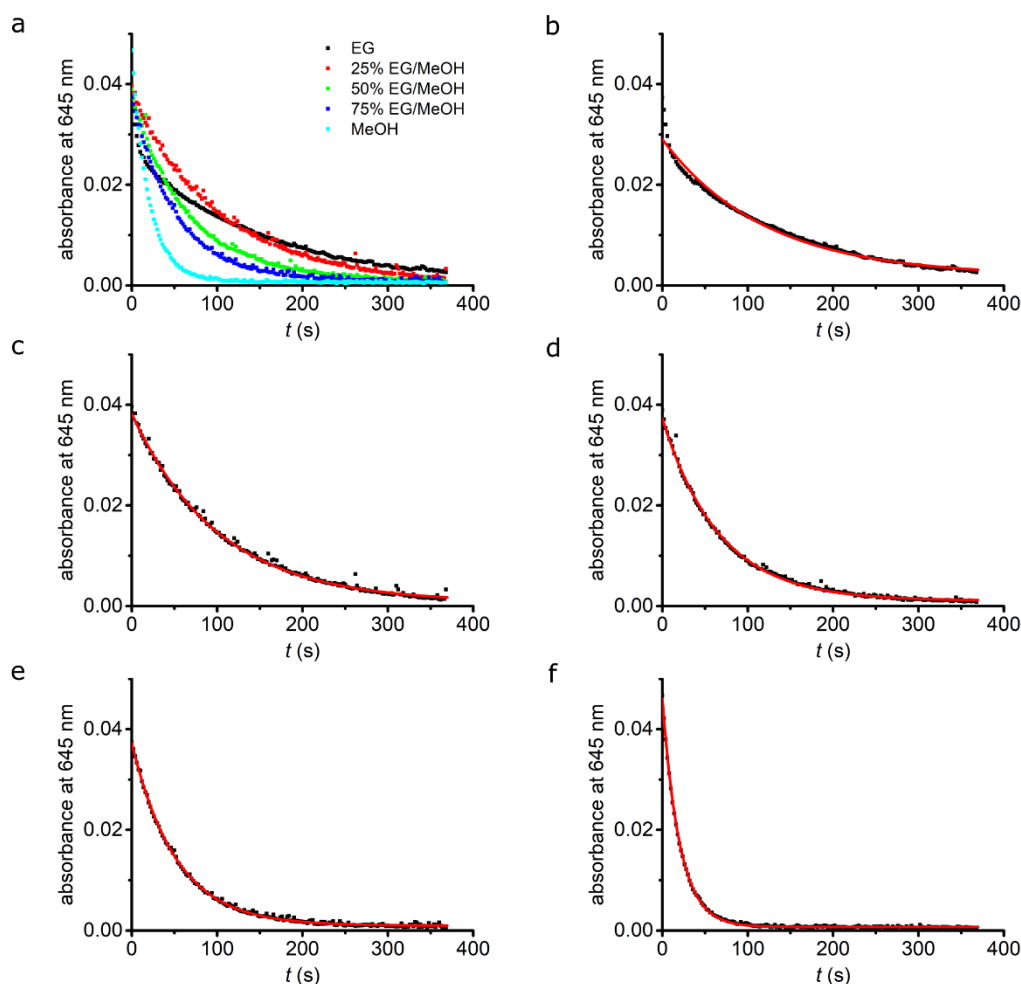 a
absorbance at 645 nm
0.04
0.02
0.00
0 100 200 300 400
t (s)
EG
25% EG/MeOH
50% EG/MeOH
75% EG/MeOH
MeOH
b
absorbance at 645 nm
0.04
0.02
0.00
0 100 200 300 400
t (s)
c
absorbance at 645 nm
0.04
0.02
0.00
0 100 200 300 400
t (s)
d
absorbance at 645 nm
0.04
0.02
0.00
0 100 200 300 400
t (s)
e
absorbance at 645 nm
0.04
0.02
0.00
0 100 200 300 400
t (s)
f
absorbance at 645 nm
0.04
0.02
0.00
0 100 200 300 400
t (s)